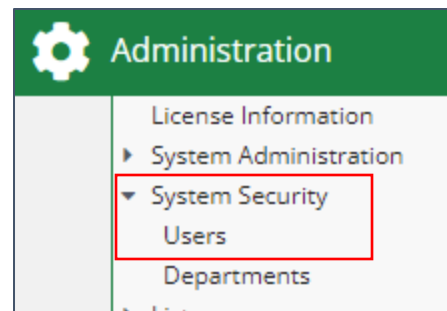 Administration
License Information
System Administration
System Security
Users
Departments